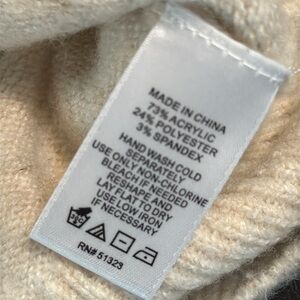 MADE IN CHINA
73% ACRYLIC
24% POLYESTER
3% SPANDEX
HAND WASH COLD
SEPARATELY
USE ONLY NON-CHLORINE
BLEACH IF NEEDED
RESHAPE AND
LAY FLAT TO DRY
USE LOW IRON
IF NECESSARY
RN# 51323